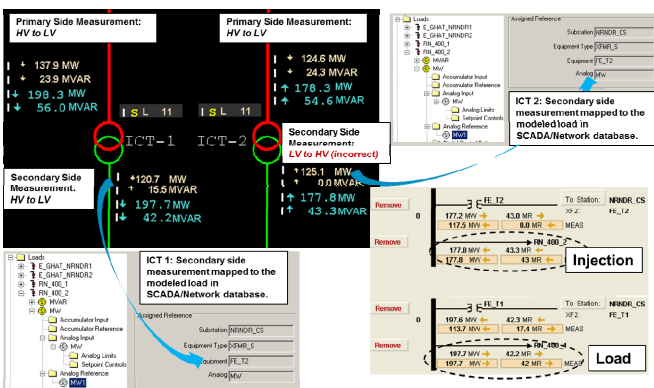 Primary Side Measurement:
HV to LV
Primary Side Measurement:
HV to LV
137.9 MW
23.9 MVAR
198.3 MW
56.0 MVAR
124.6 MW
24.3 MVAR
178.3 MW
54.6 MVAR
I S L 11
I S L 11
ICT-1
ICT-2
Secondary Side
Measurement:
LV to HV (incorrect)
Secondary Side
Measurement:
HV to LV
+120.7 MW
15.5 MVAR
197.7 MW
42.2 MVAR
125.1 MW
0.0 MVAR
177.8 MW
43.3 MVAR
Loads
E_GHAT_NRNDR1
E_GHAT_NRNDR2
RN_400_1
RN_400_2
MVAR
MW
Accumulator Input
Accumulator Reference
Analog Input
MW
Analog Limits
Setpoint Controls
Analog Reference
MW1
Assigned Reference
Substation NRNDR_CS
Equipment Type XFMR_S
Equipment FE_T2
Analog MW
ICT 2: Secondary side
measurement mapped to the
modeled load in
SCADA/Network database.
Remove
FE_T2
To Station: NRNDR_CS
0
177.2 MW
43.0 MR
XF2: FE_T2
117.5 MW
0.0 MR
MEAS
Remove
RN_400_2
177.8 MW
43.3 MR
177.8 MW
43 MR
Injection
Remove
FE_T1
To Station: NRNDR_CS
0
197.6 MW
42.3 MR
XF2: FE_T1
113.7 MW
17.4 MR
MEAS
Remove
197.7 MW
42.2 MR
197.7 MW
42 MR
MEAS
Load
Loads
E_GHAT_NRNDR1
E_GHAT_NRNDR2
RN_400_1
RN_400_2
MVAR
MW
Accumulator Input
Accumulator Reference
Analog Input
MW
Analog Limits
Setpoint Controls
Analog Reference
MW1
ICT 1: Secondary side
measurement mapped to the
modeled load in
SCADA/Network database.
Assigned Reference
Substation NRNDR_CS
Equipment Type XFMR_S
Equipment FE_T2
Analog MW